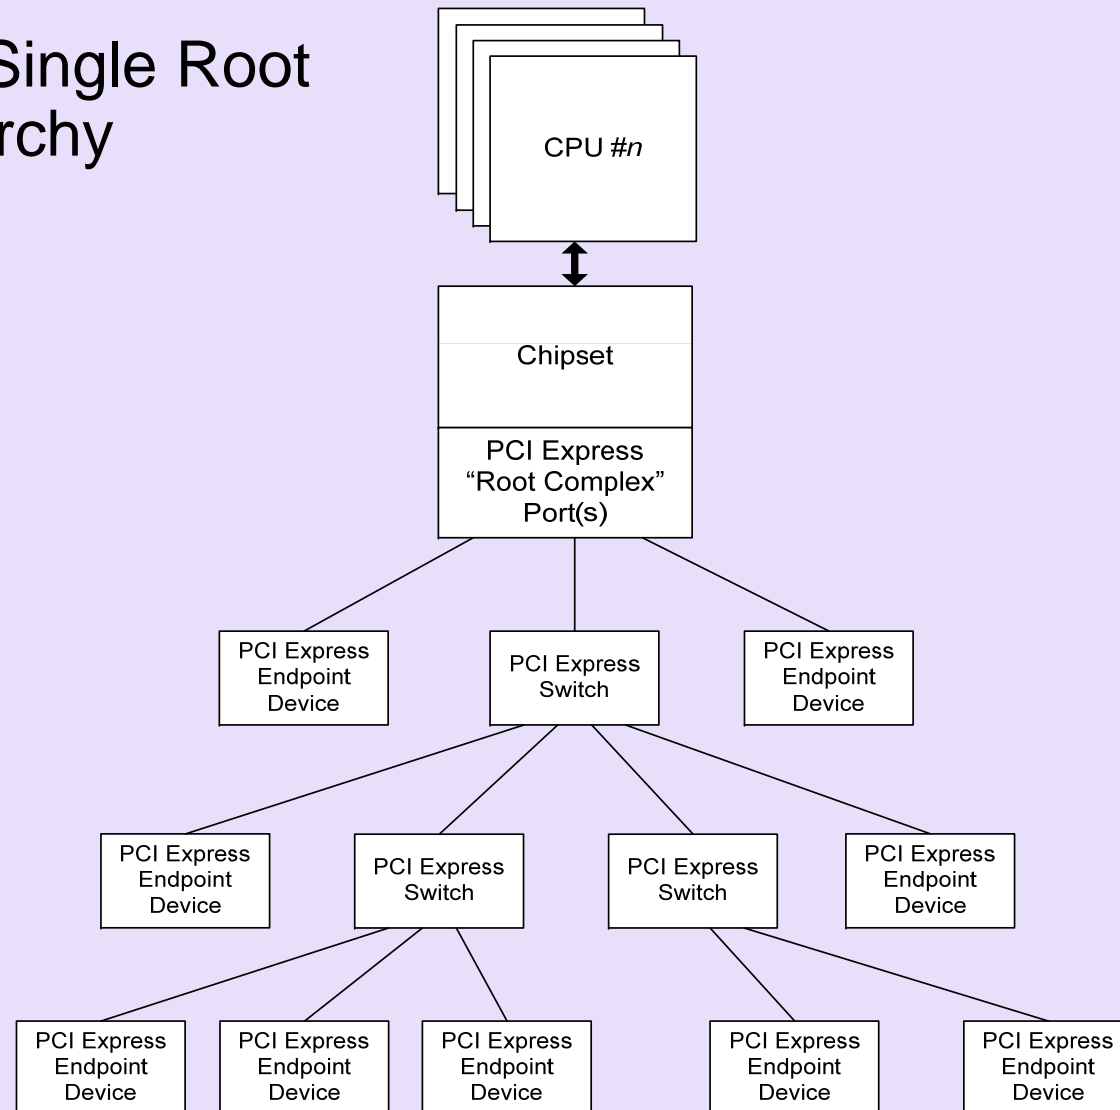 Single Root
rchy
CPU #n
Chipset
PCI Express
“Root Complex”
Port(s)
PCI Express
Endpoint
Device
PCI Express
Switch
PCI Express
Endpoint
Device
PCI Express
Endpoint
Device
PCI Express
Switch
PCI Express
Switch
PCI Express
Endpoint
Device
PCI Express
Endpoint
Device
PCI Express
Endpoint
Device
PCI Express
Endpoint
Device
PCI Express
Endpoint
Device
PCI Express
Endpoint
Device